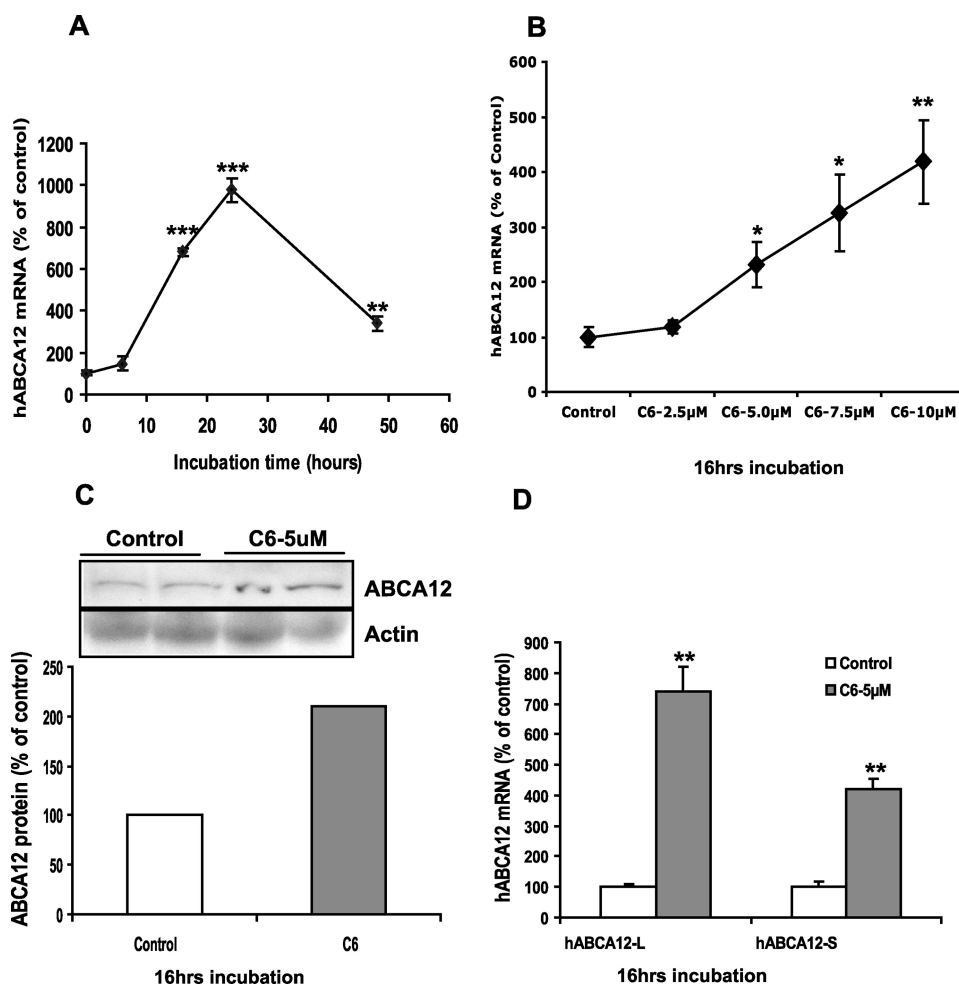 A
hABCA12 mRNA (% of control)
1200
1000
800
600
400
200
0
***
***
**
0 10 20 30 40 50 60
Incubation time (hours)
B
hABCA12 mRNA (% of Control)
600
500
400
300
200
100
0
*
*
**
Control C6-2.5µM C6-5.0µM C6-7.5µM C6-10µM
16hrs incubation
C
Control C6-5uM
ABCA12
Actin
ABCA12 protein (% of control)
250
200
150
100
50
0
Control C6
16hrs incubation
D
hABCA12 mRNA (% of control)
900
800
700
600
500
400
300
200
100
0
**
**
Control
C6-5µM
hABCA12-L hABCA12-S
16hrs incubation